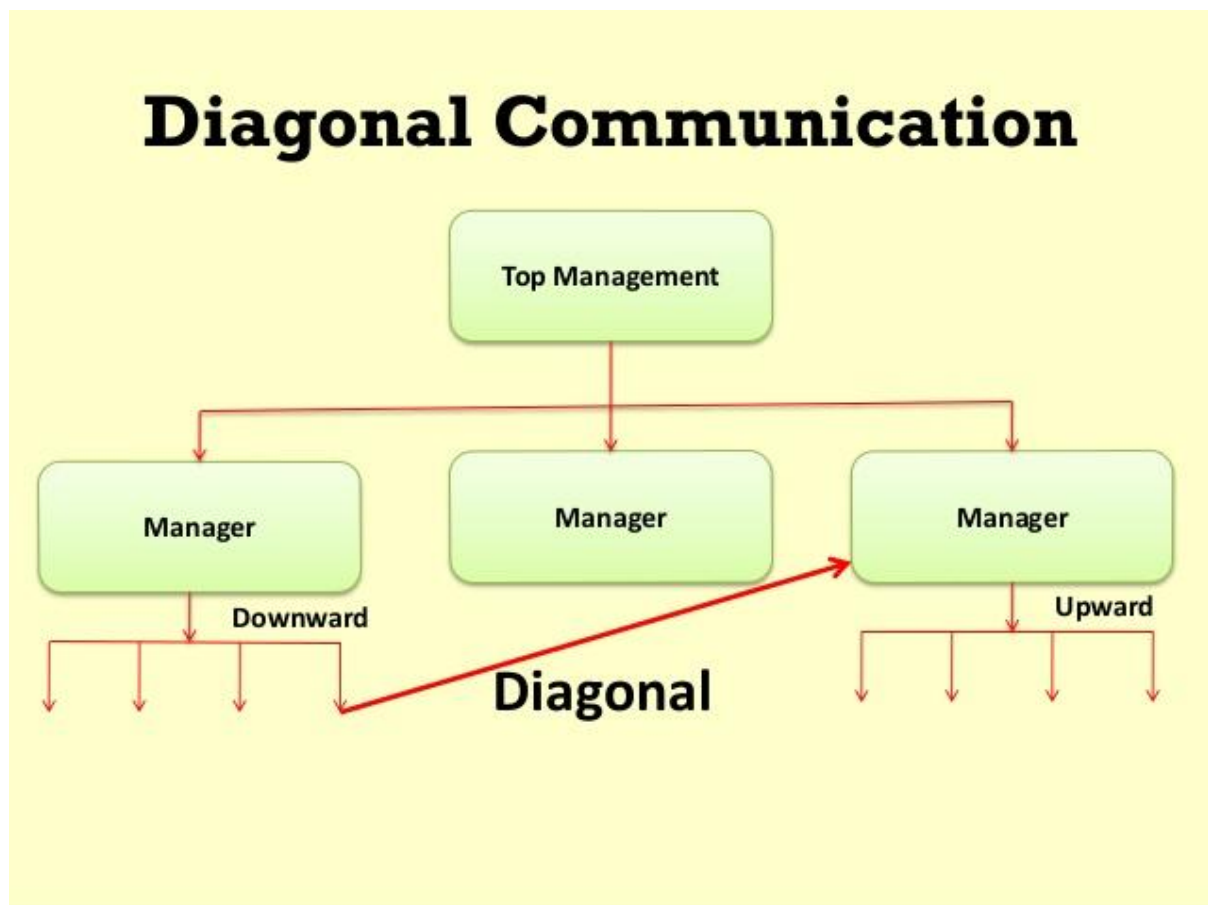 Diagonal Communication
Top Management
Manager
Manager
Manager
Downward
Upward
Diagonal